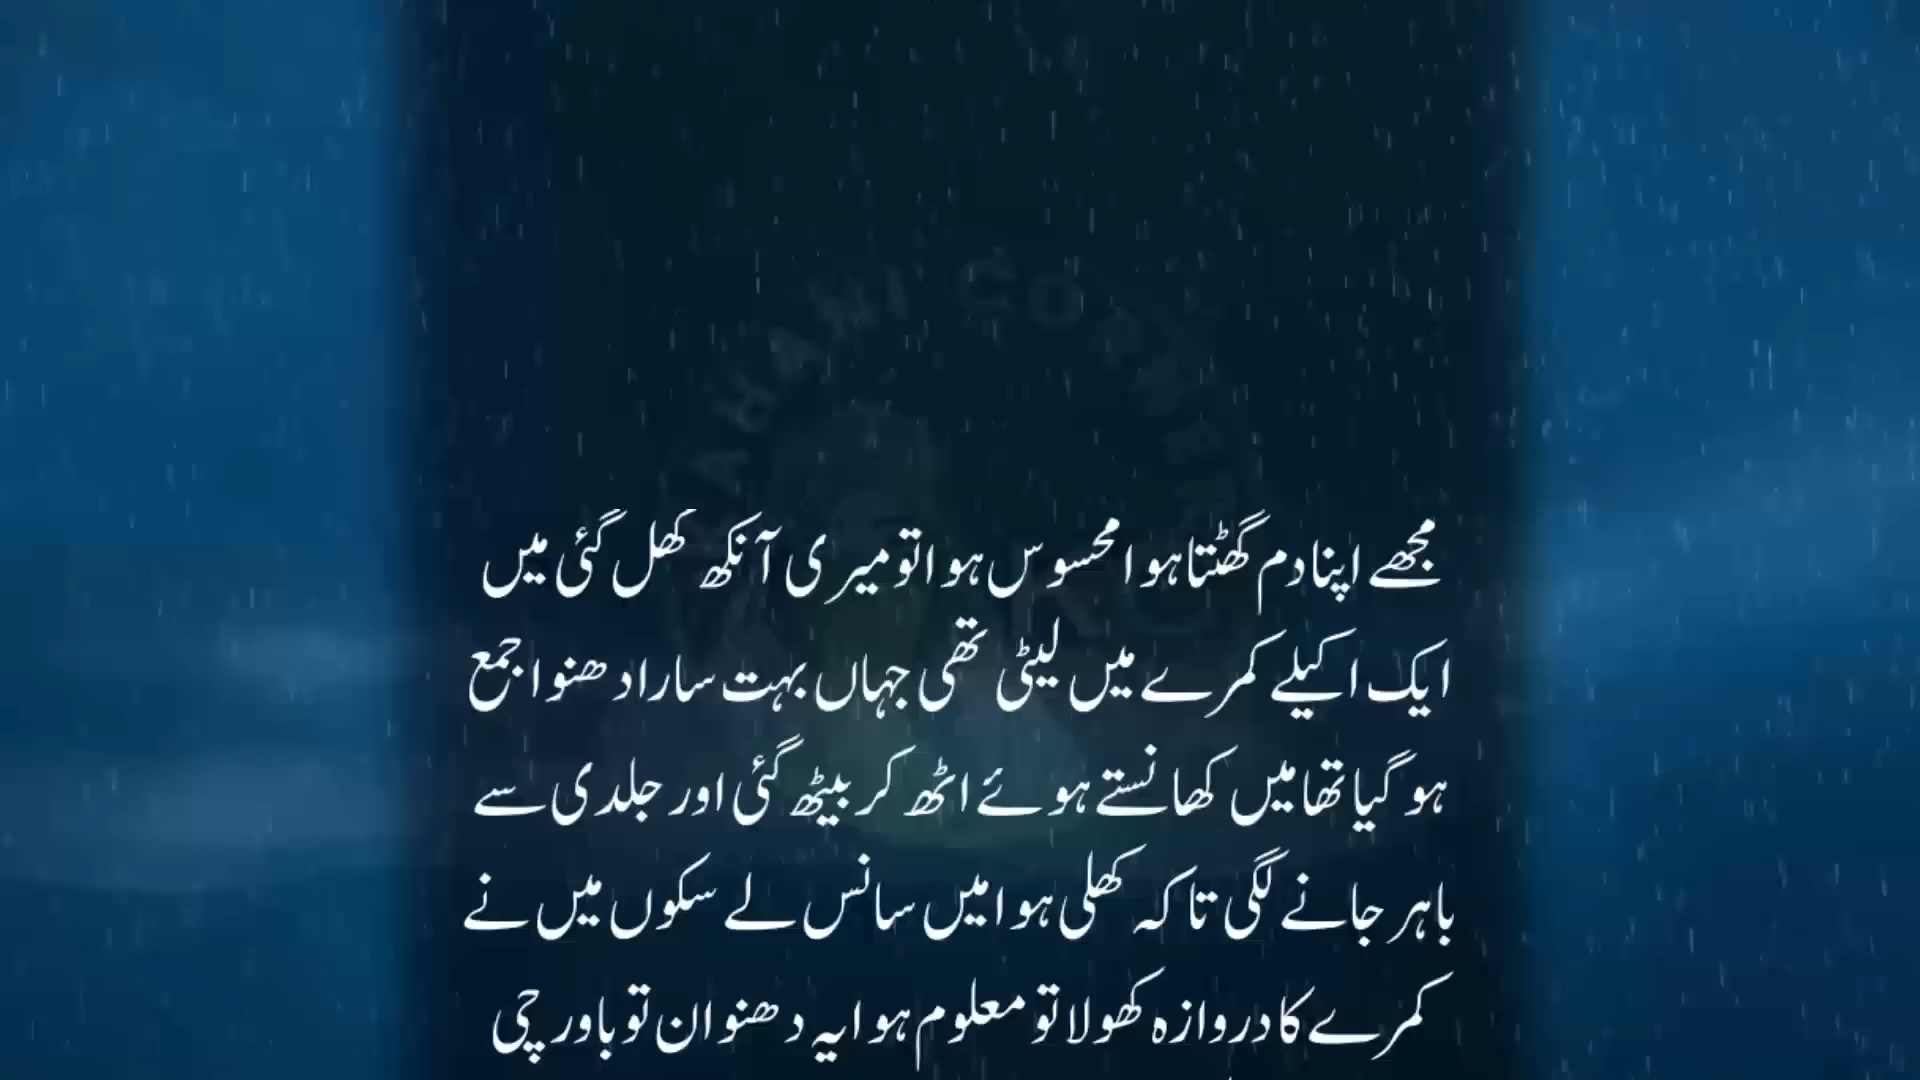 KAHANI CORNER
KC
مجھے اپنا دم گھٹتا ہوا محسوس ہوا تو میری آنکھ کھل گئی میں
ایک اکیلے کمرے میں لیٹی تھی جہاں بہت سارا دھنوا جمع
ہو گیا تھا میں کھانستے ہوئے اٹھ کر بیٹھ گئی اور جلدی سے
باہر جانے لگی تا کہ کھلی ہوا میں سانس لے سکوں میں نے
کمرے کا دروازہ کھولا تو معلوم ہوا یہ دھنوان تو باورچی